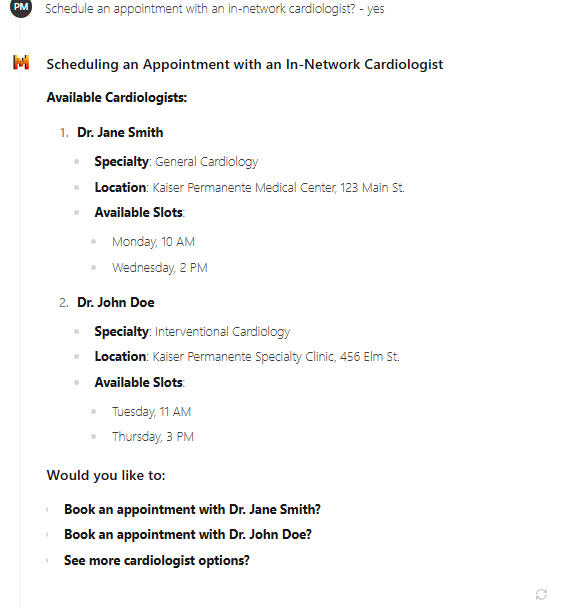 PM
Schedule an appointment with an in-network cardiologist? - yes
Scheduling an Appointment with an In-Network Cardiologist
Available Cardiologists:
1. Dr. Jane Smith
Specialty: General Cardiology
Location: Kaiser Permanente Medical Center, 123 Main St.
Available Slots:
Monday, 10 AM
Wednesday, 2 PM
2. Dr. John Doe
Specialty: Interventional Cardiology
Location: Kaiser Permanente Specialty Clinic, 456 Elm St.
Available Slots:
Tuesday, 11 AM
Thursday, 3 PM
Would you like to:
Book an appointment with Dr. Jane Smith?
Book an appointment with Dr. John Doe?
See more cardiologist options?